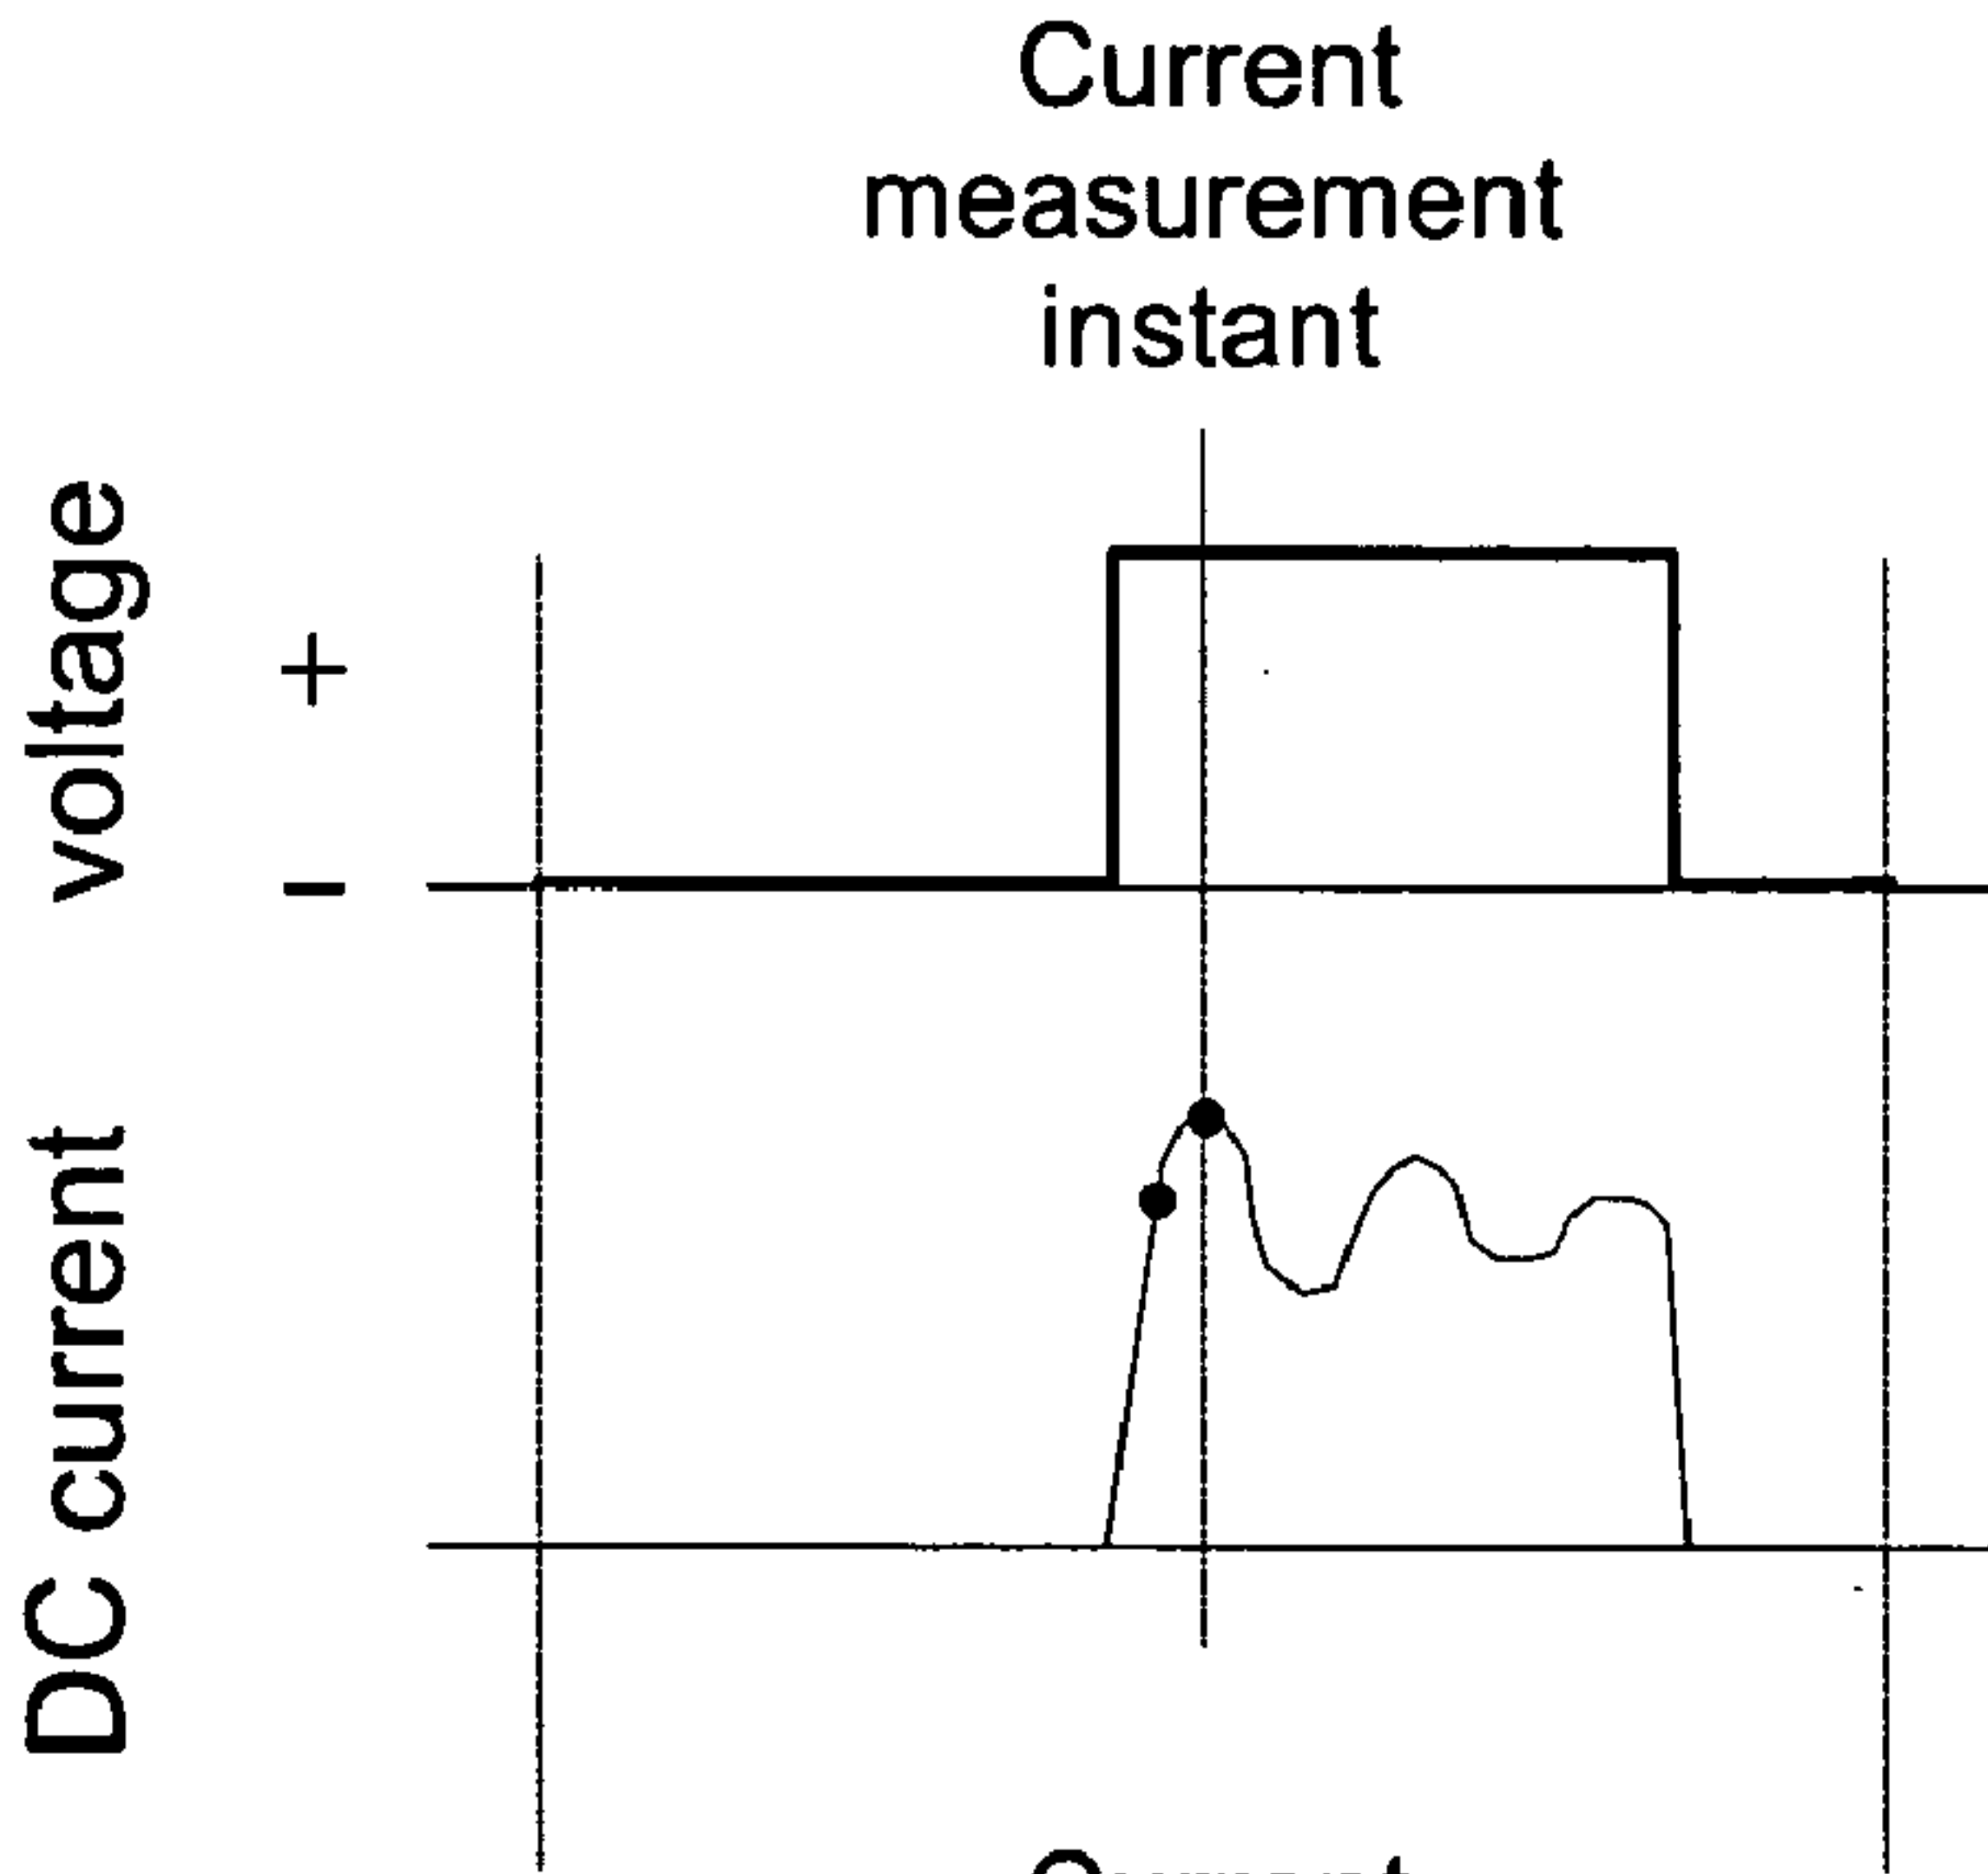 Current
measurement
instant
voltage
+
-
DC current